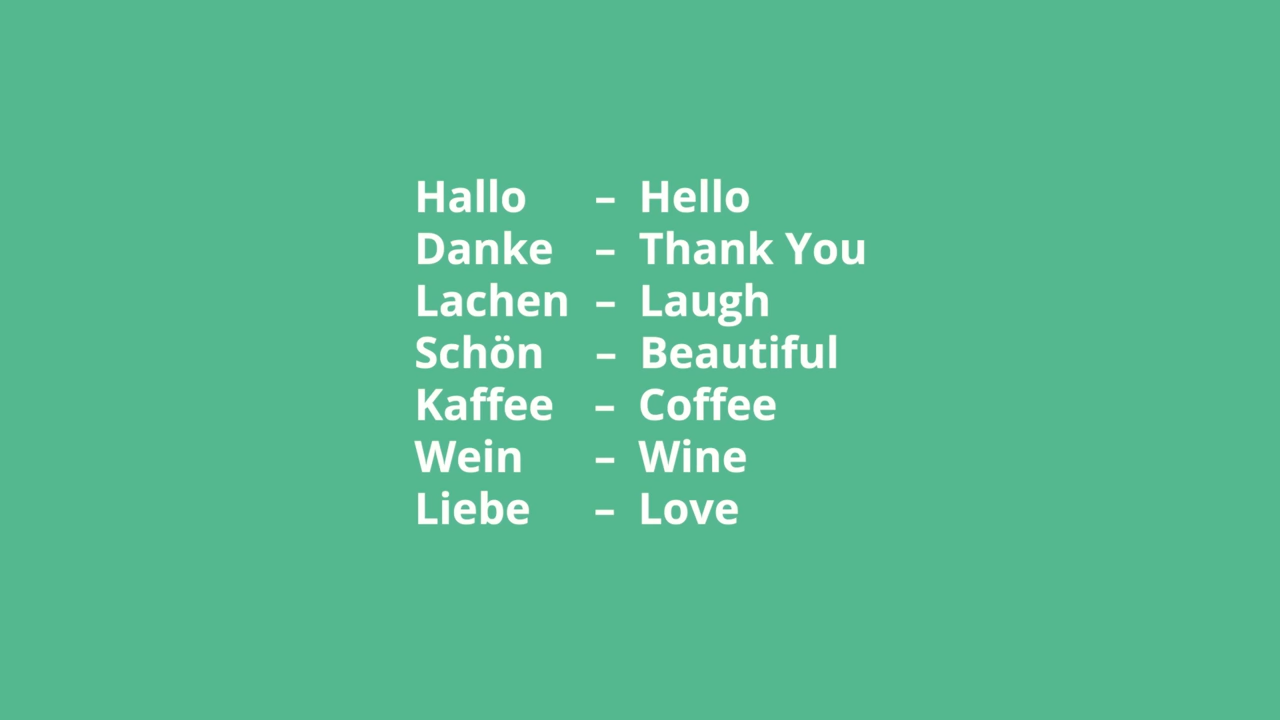 Hallo – Hello
Danke – Thank You
Lachen – Laugh
Schön – Beautiful
Kaffee – Coffee
Wein – Wine
Liebe – Love